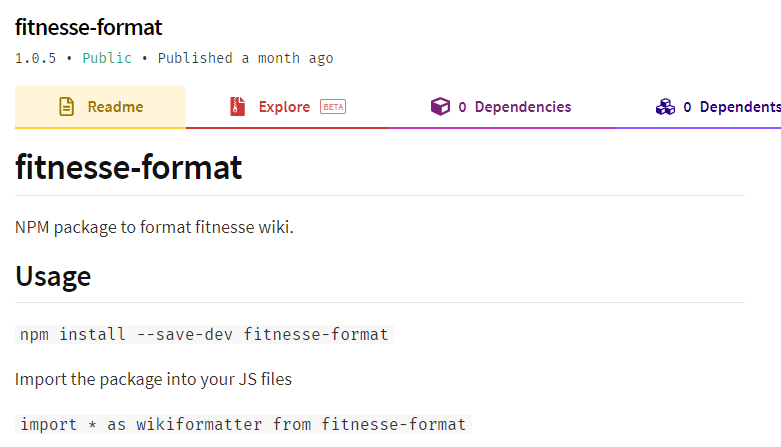 fitnesse-format
1.0.5 • Public • Published a month ago
Readme Explore BETA 0 Dependencies 0 Dependents
fitnesse-format
NPM package to format fitnesse wiki.
Usage
npm install --save-dev fitnesse-format
Import the package into your JS files
import * as wikiformatter from fitnesse-format